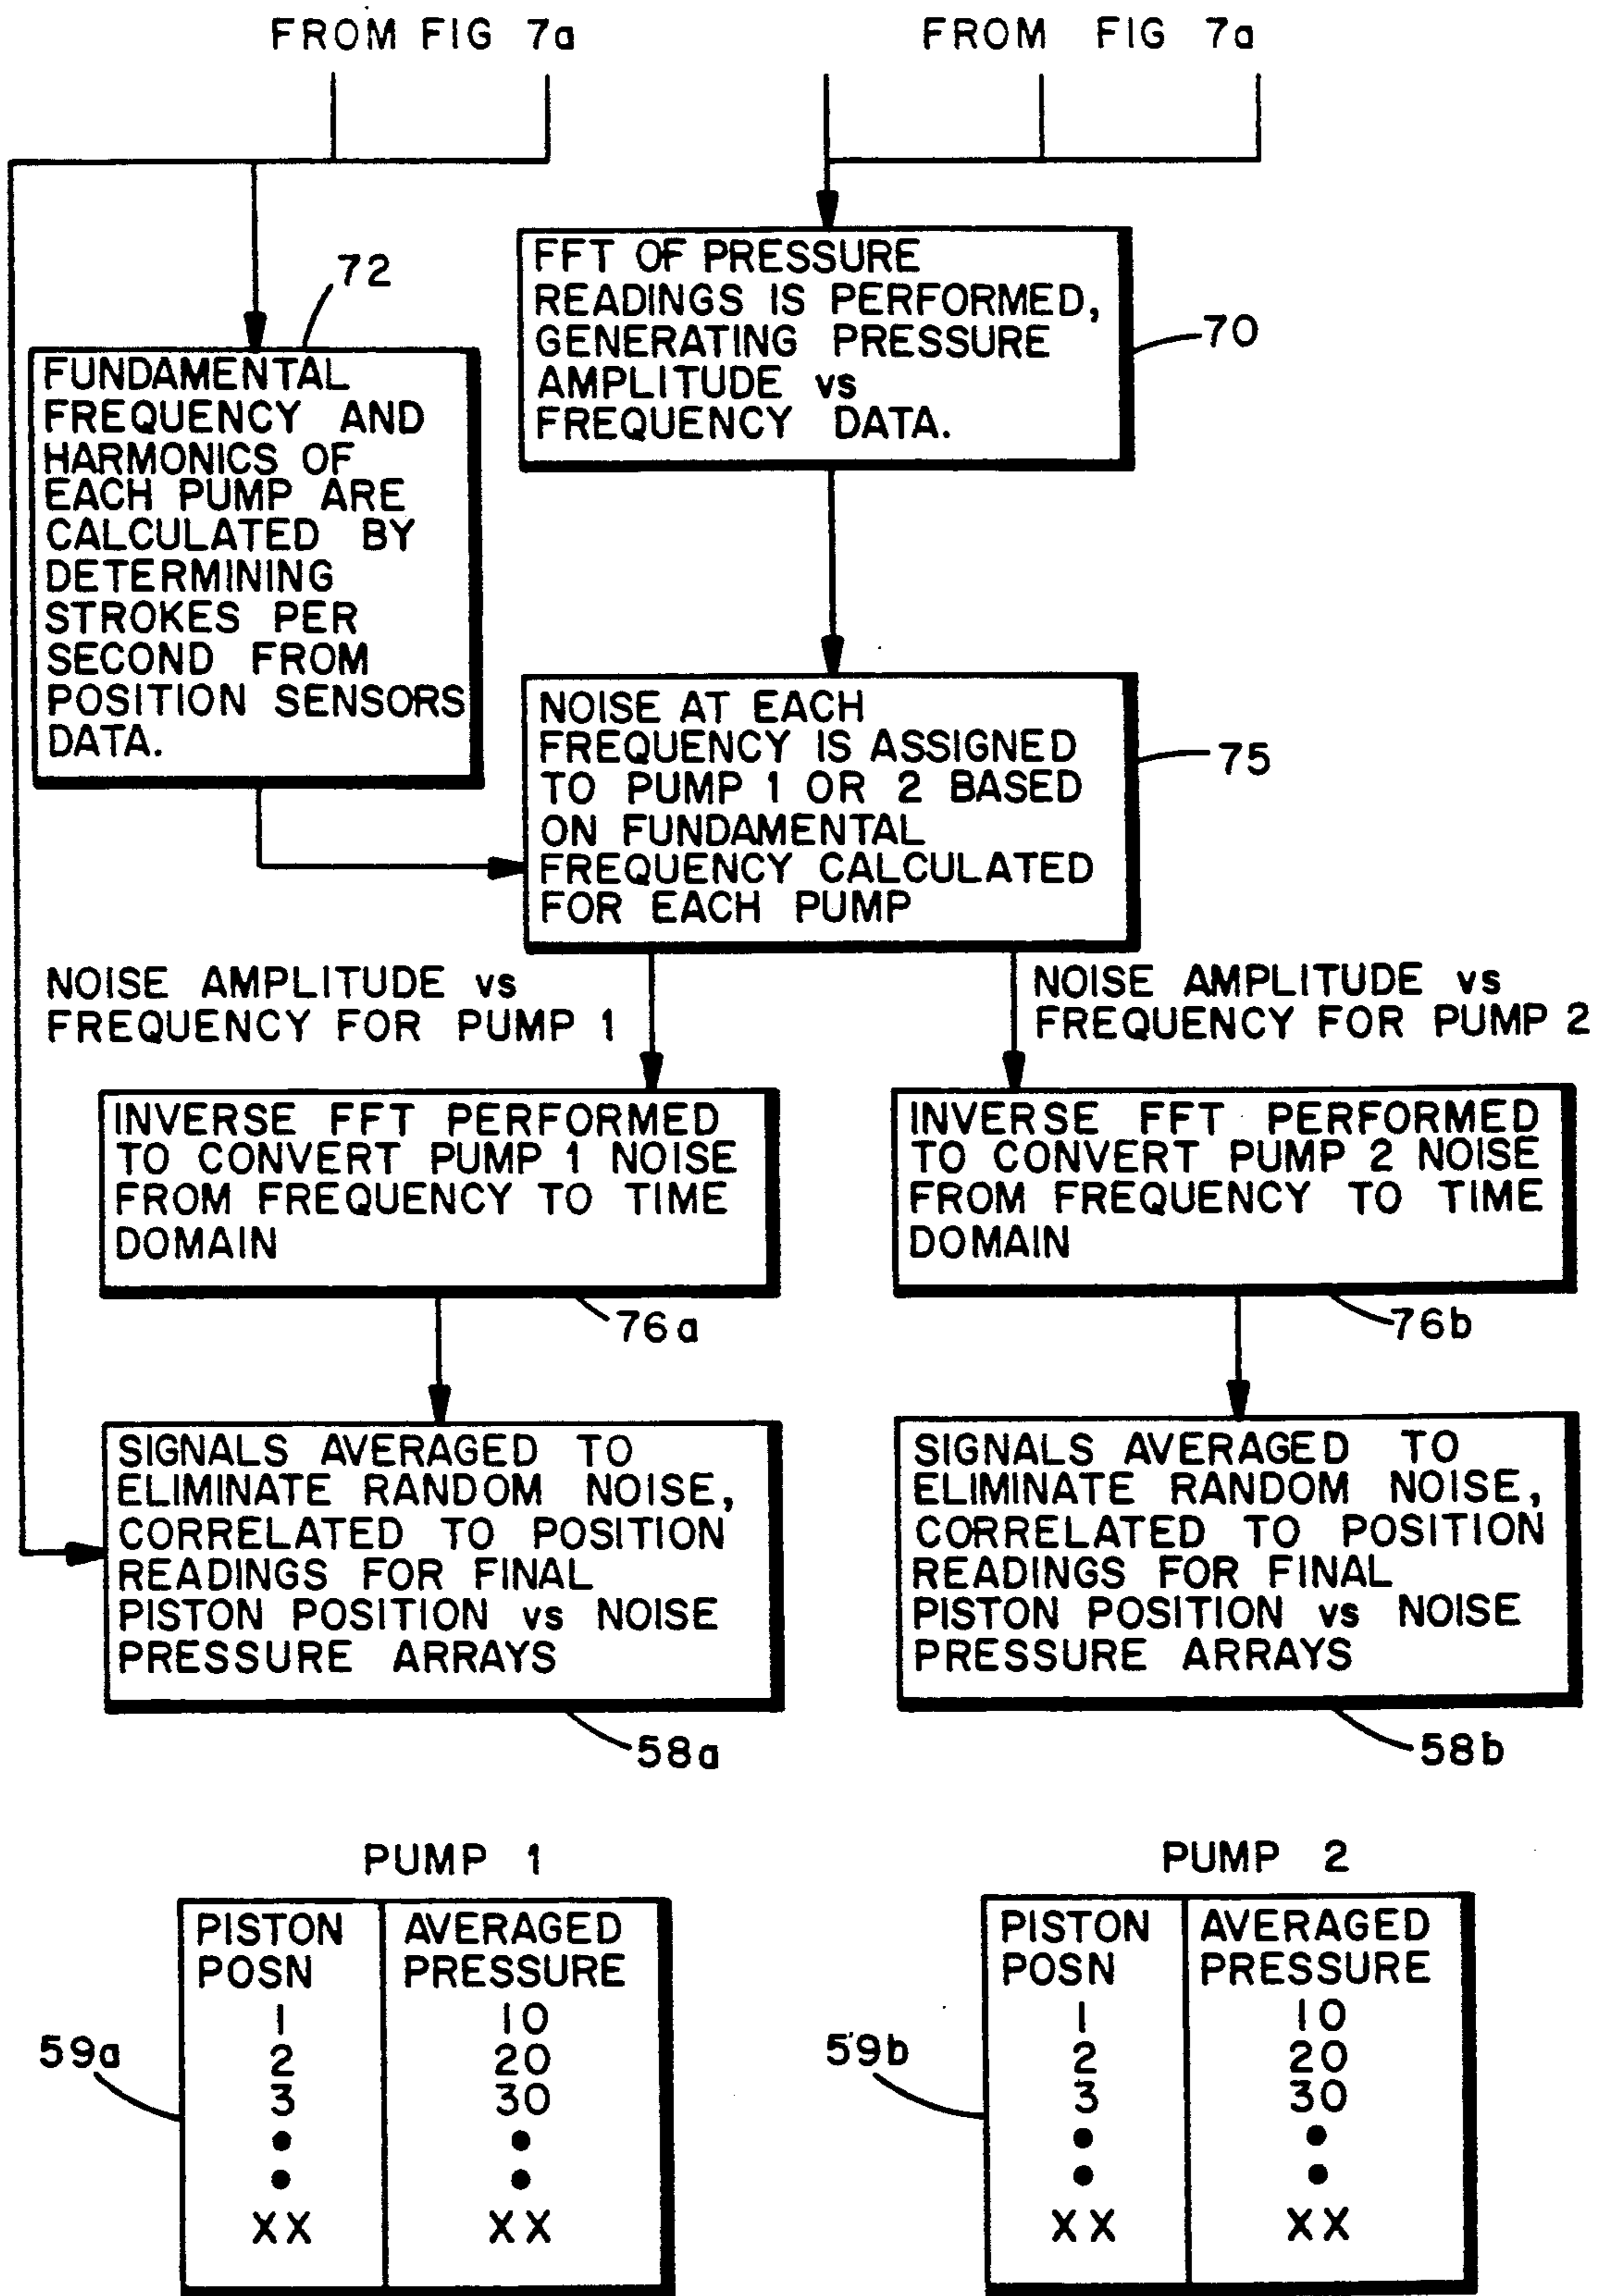 FROM FIG 7a
FROM FIG 7a
72
FUNDAMENTAL
FREQUENCY AND
HARMONICS OF
EACH PUMP ARE
CALCULATED BY
DETERMINING
STROKES PER
SECOND FROM
POSITION SENSORS
DATA.
FFT OF PRESSURE
READINGS IS PERFORMED,
GENERATING PRESSURE
AMPLITUDE vs
FREQUENCY DATA.
70
NOISE AT EACH
FREQUENCY IS ASSIGNED
TO PUMP 1 OR 2 BASED
ON FUNDAMENTAL
FREQUENCY CALCULATED
FOR EACH PUMP
75
NOISE AMPLITUDE vs
FREQUENCY FOR PUMP 1
NOISE AMPLITUDE vs
FREQUENCY FOR PUMP 2
INVERSE FFT PERFORMED
TO CONVERT PUMP 1 NOISE
FROM FREQUENCY TO TIME
DOMAIN
76a
INVERSE FFT PERFORMED
TO CONVERT PUMP 2 NOISE
FROM FREQUENCY TO TIME
DOMAIN
76b
SIGNALS AVERAGED TO
ELIMINATE RANDOM NOISE,
CORRELATED TO POSITION
READINGS FOR FINAL
PISTON POSITION vs NOISE
PRESSURE ARRAYS
58a
SIGNALS AVERAGED TO
ELIMINATE RANDOM NOISE,
CORRELATED TO POSITION
READINGS FOR FINAL
PISTON POSITION vs NOISE
PRESSURE ARRAYS
58b
PUMP 1
PISTON POSN AVERAGED PRESSURE
1 10
2 20
3 30
• •
• •
XX XX
59a
PUMP 2
PISTON POSN AVERAGED PRESSURE
1 10
2 20
3 30
• •
• •
XX XX
59b